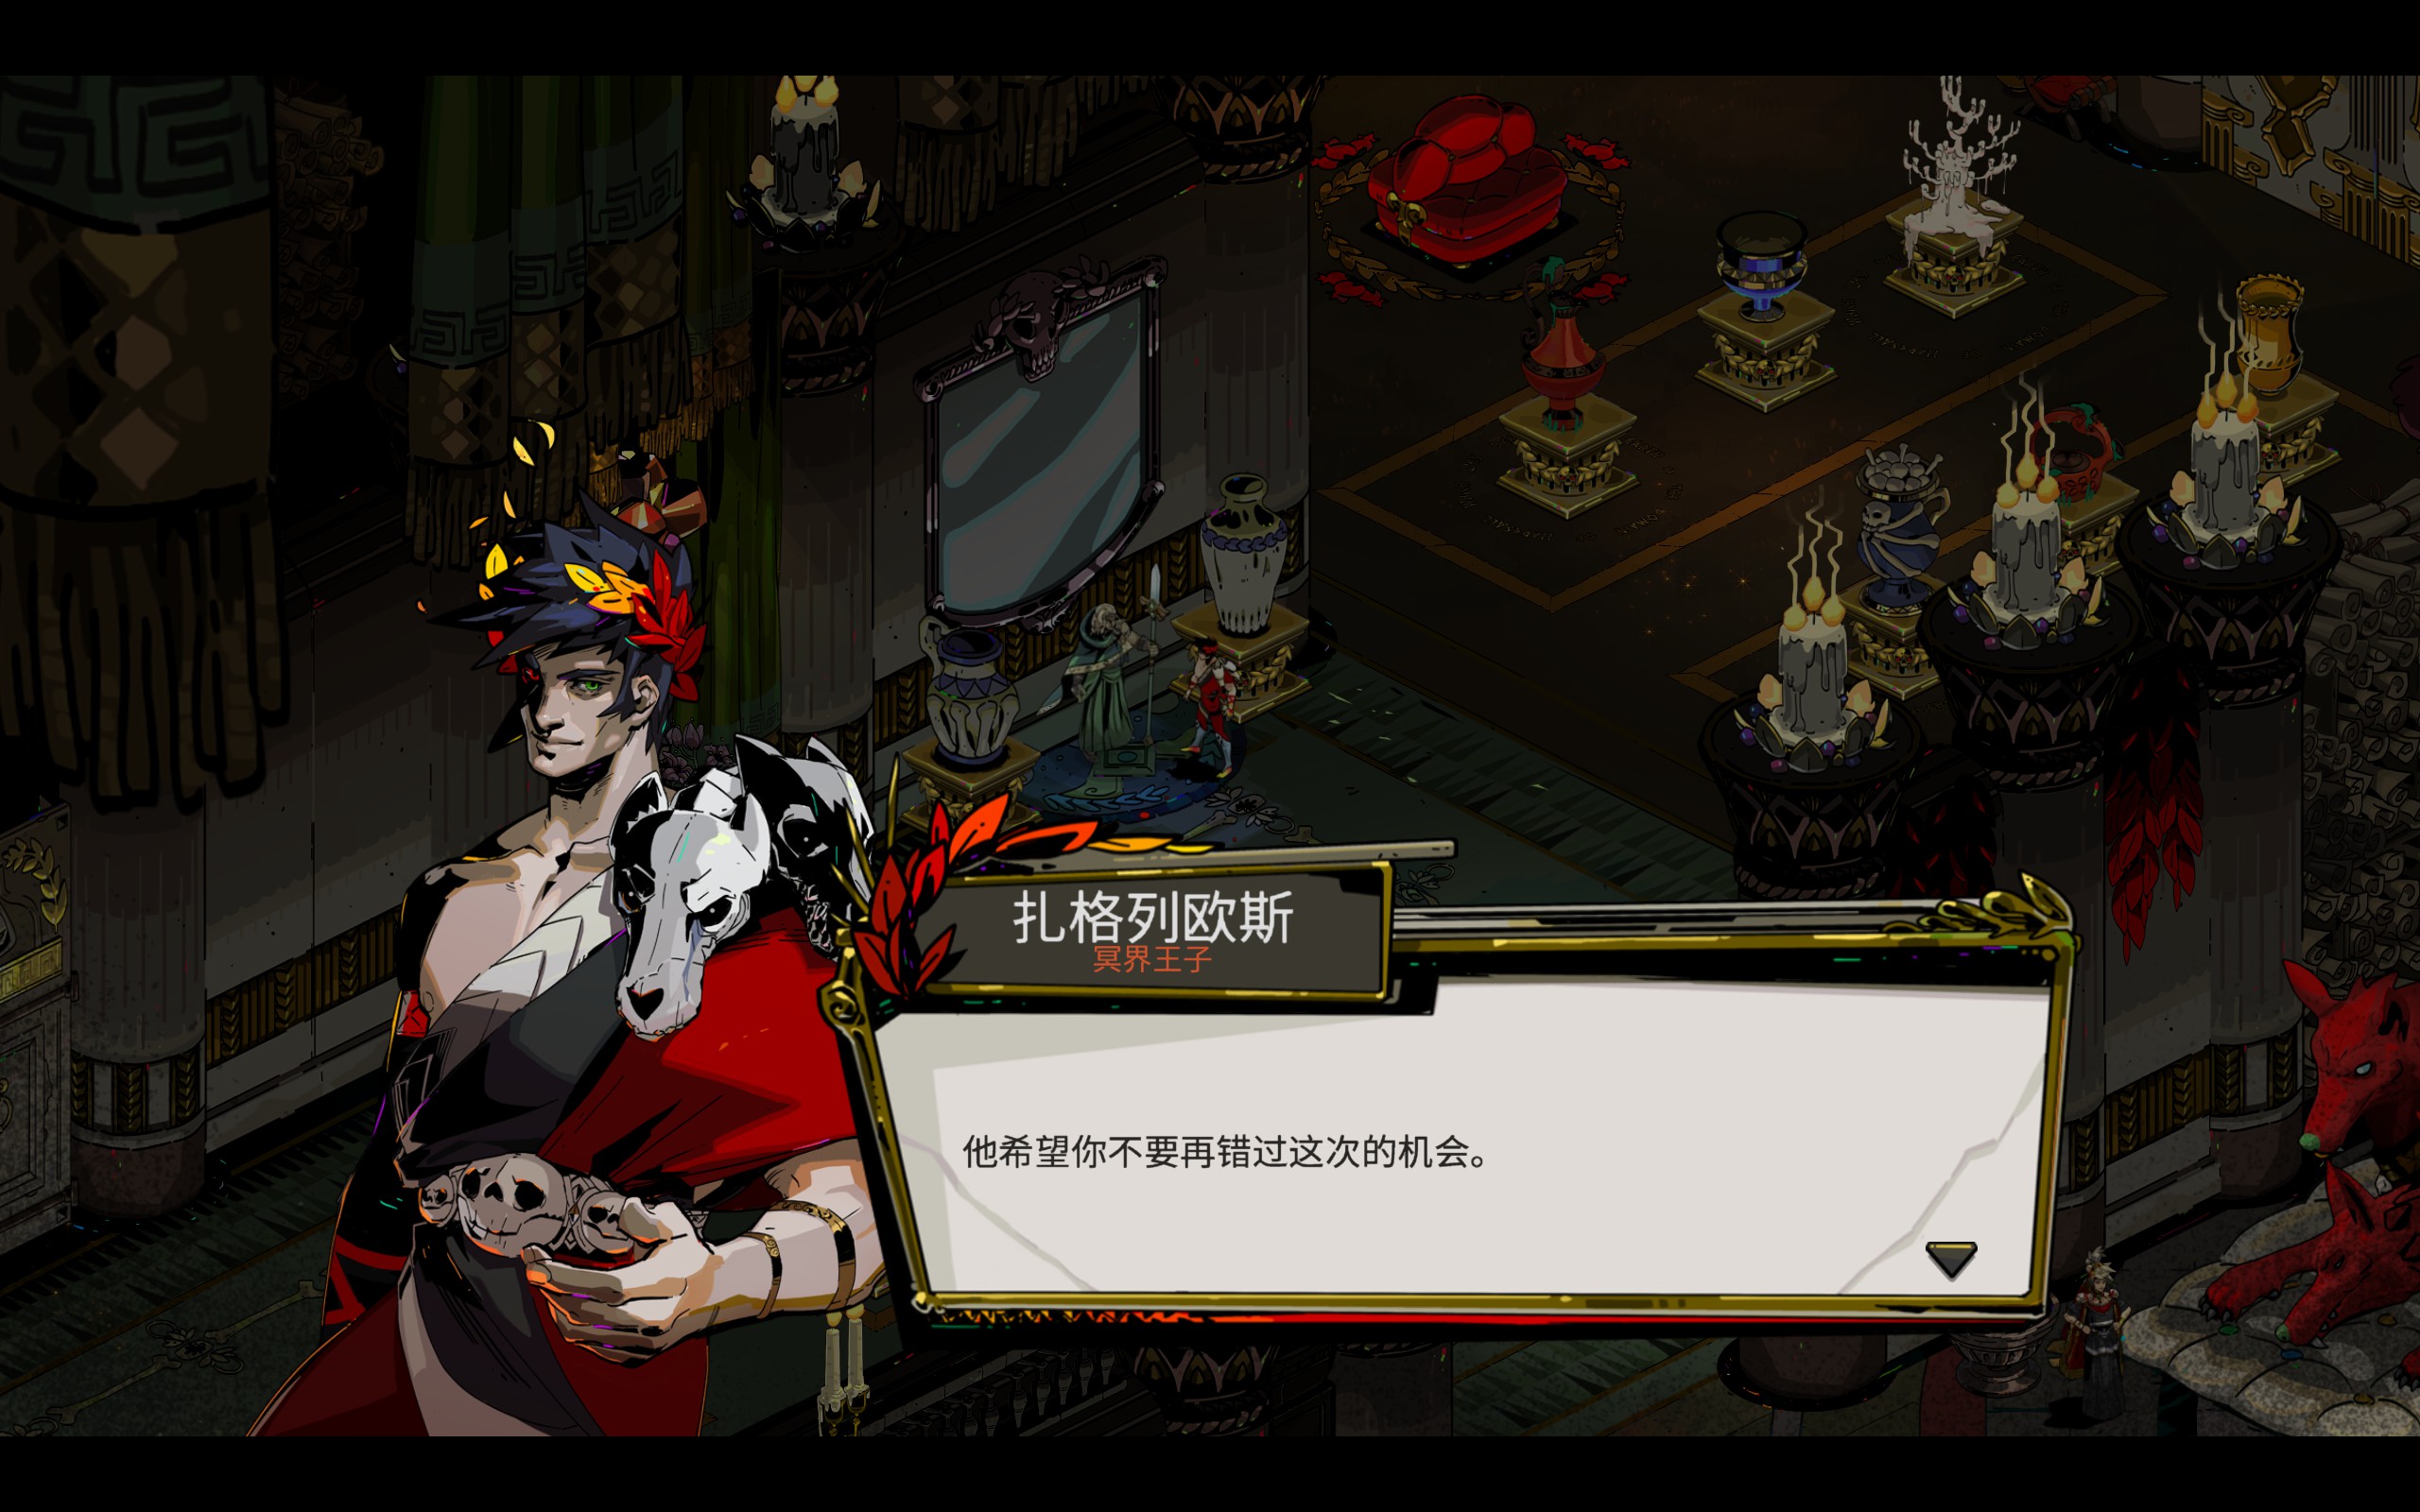 扎格列欧斯
冥界王子
他希望你不要再错过这次的机会。